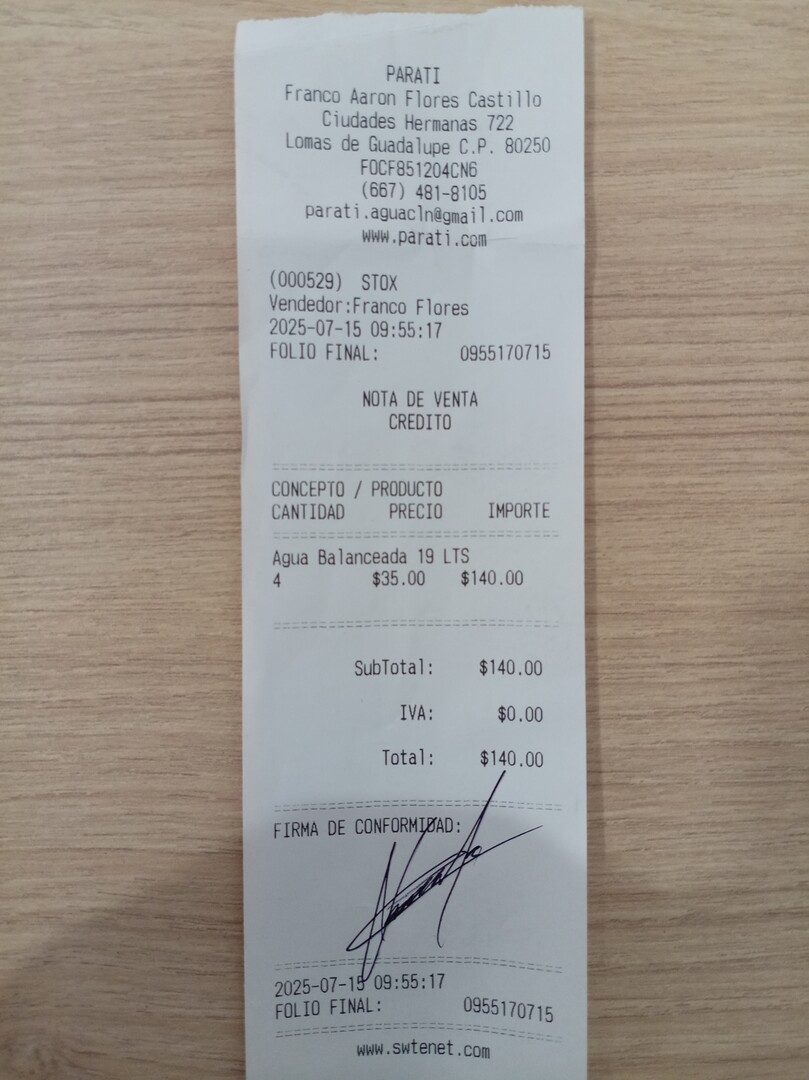 PARATI
Franco Aaron Flores Castillo
Ciudades Hermanas 722
Lomas de Guadalupe C.P. 80250
FOCF851204CN6
(667) 481-8105
parati.aguacln@gmail.com
www.parati.com
(000529) STOX
Vendedor:Franco Flores
2025-07-15 09:55:17
FOLIO FINAL: 0955170715
NOTA DE VENTA
CREDITO
CONCEPTO / PRODUCTO
CANTIDAD PRECIO IMPORTE
Agua Balanceada 19 LTS
4 $35.00 $140.00
SubTotal: $140.00
IVA: $0.00
Total: $140.00
FIRMA DE CONFORMIDAD:
2025-07-15 09:55:17
FOLIO FINAL: 0955170715
www.swtenet.com